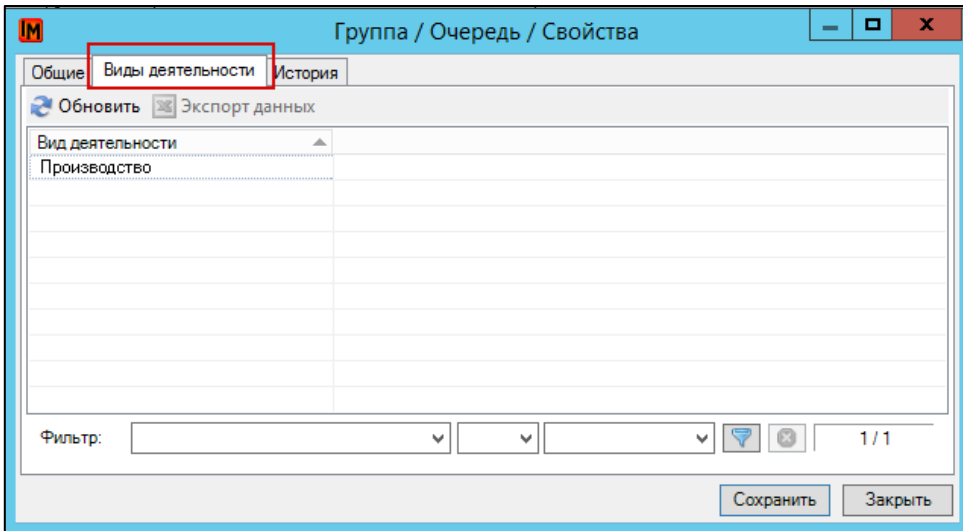 IM
Группа / Очередь / Свойства
Общие Виды деятельности История
Обновить Экспорт данных
Вид деятельности
Производство
Фильтр: 1 / 1
Сохранить Закрыть